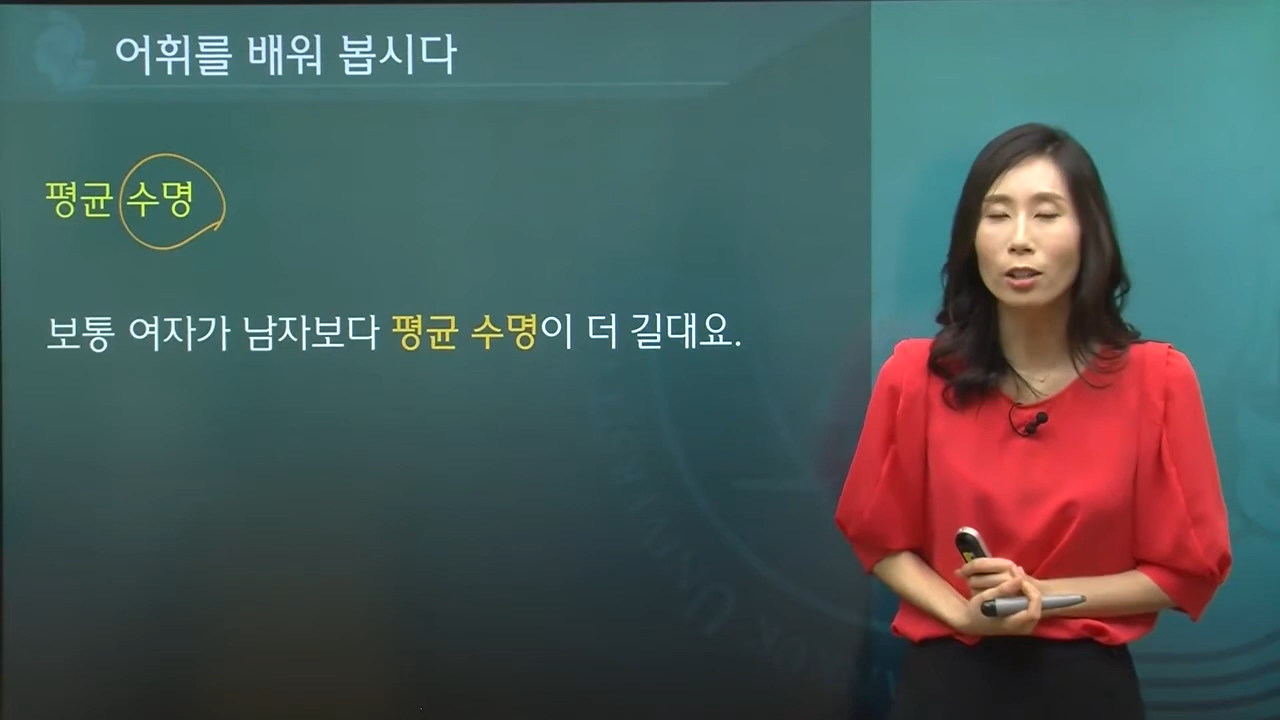 어휘를 배워 봅시다
평균 수명
보통 여자가 남자보다 평균 수명이 더 길대요.